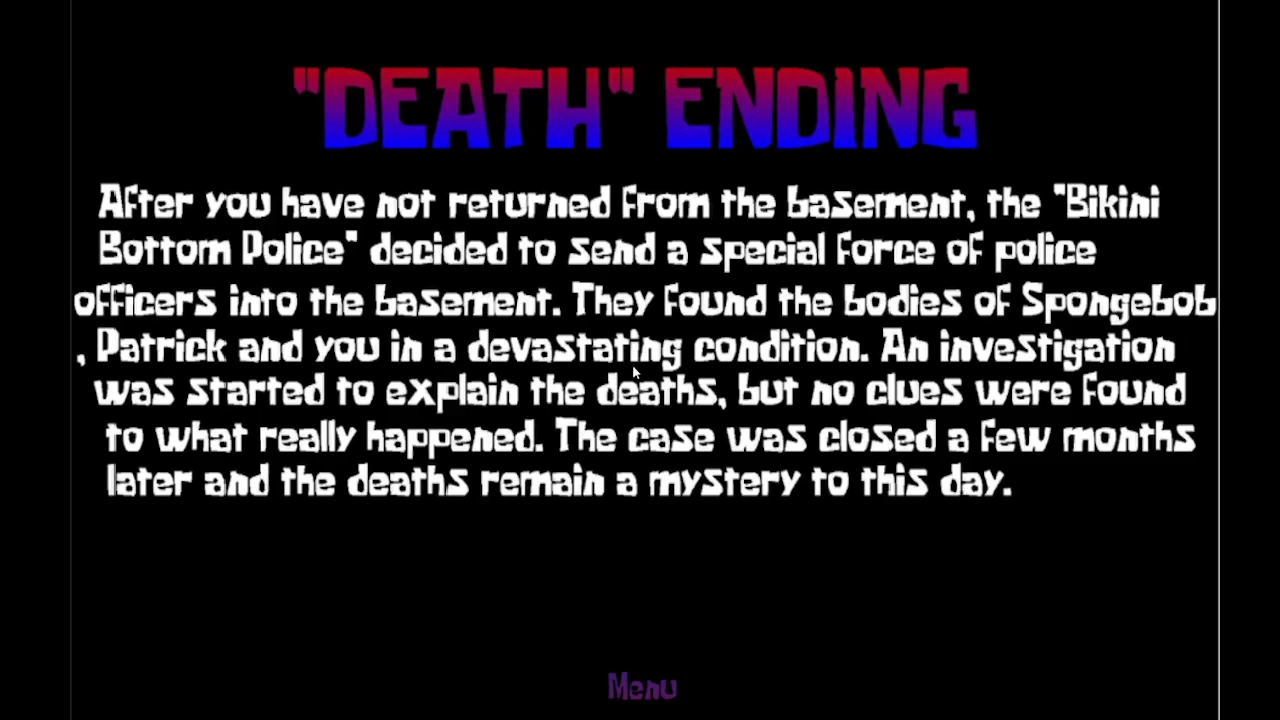 "DEATH" ENDING
After you have not returned from the basement, the "Bikini
Bottom Police" decided to send a special force of police
officers into the basement. They found the bodies of Spongebob
, Patrick and you in a devastating condition. An investigation
was started to explain the deaths, but no clues were found
to what really happened. The case was closed a few months
later and the deaths remain a mystery to this day.
Menu